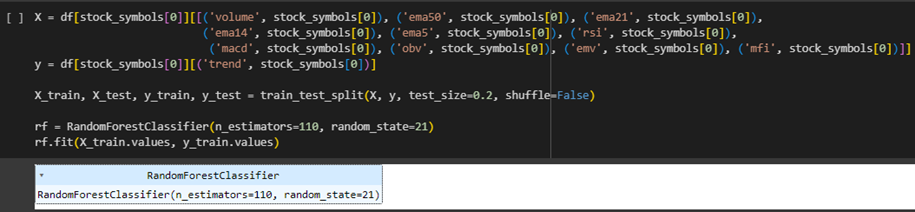 [ ] X = df[stock_symbols[0]][[('volume', stock_symbols[0]), ('ema50', stock_symbols[0]), ('ema21', stock_symbols[0]),
('ema14', stock_symbols[0]), ('ema5', stock_symbols[0]), ('rsi', stock_symbols[0]),
('macd', stock_symbols[0]), ('obv', stock_symbols[0]), ('emv', stock_symbols[0]), ('mfi', stock_symbols[0])]]
y = df[stock_symbols[0]][('trend', stock_symbols[0])]
X_train, X_test, y_train, y_test = train_test_split(X, y, test_size=0.2, shuffle=False)
rf = RandomForestClassifier(n_estimators=110, random_state=21)
rf.fit(X_train.values, y_train.values)
RandomForestClassifier
RandomForestClassifier(n_estimators=110, random_state=21)